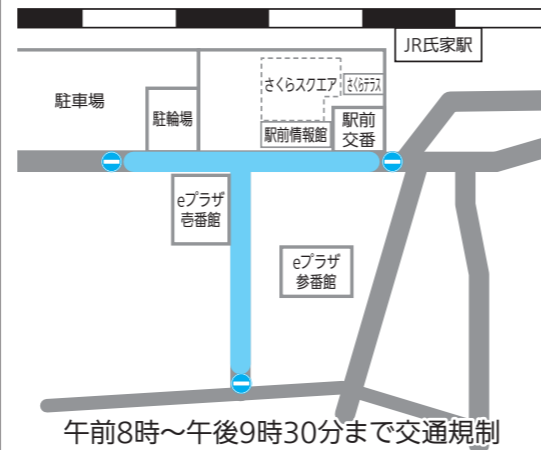 JR氏家駅
さくらスクエア
さくらテラス
駐車場
駐輪場
駅前情報館
駅前
交番
eプラザ
壱番館
eプラザ
参番館
午前8時～午後9時30分まで交通規制